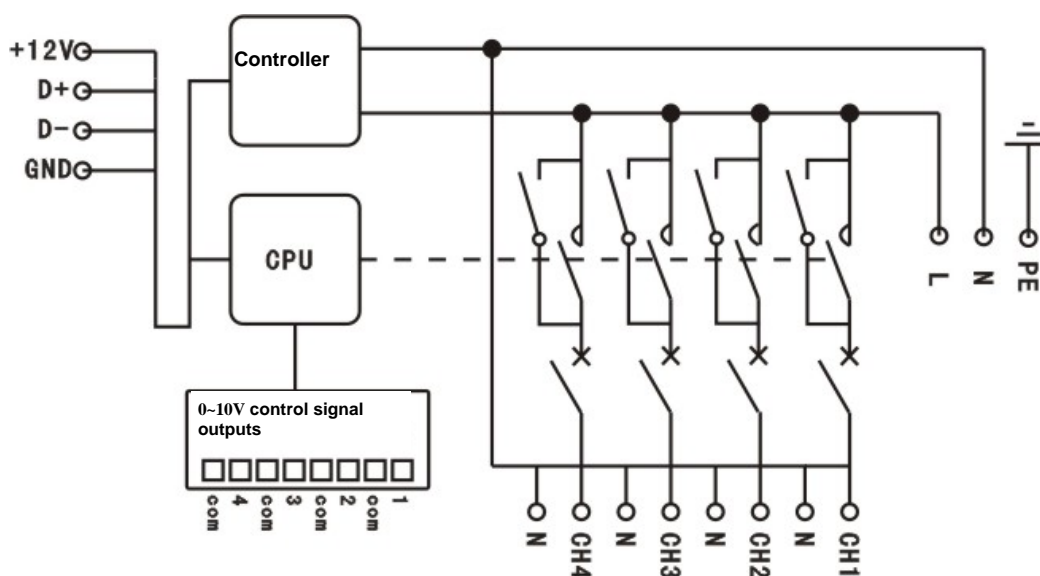 +12V
D+
D-
GND
Controller
CPU
0~10V control signal
outputs
com
4
com
3
com
2
com
1
L
N
PE
N
CH4
N
CH3
N
CH2
N
CH1